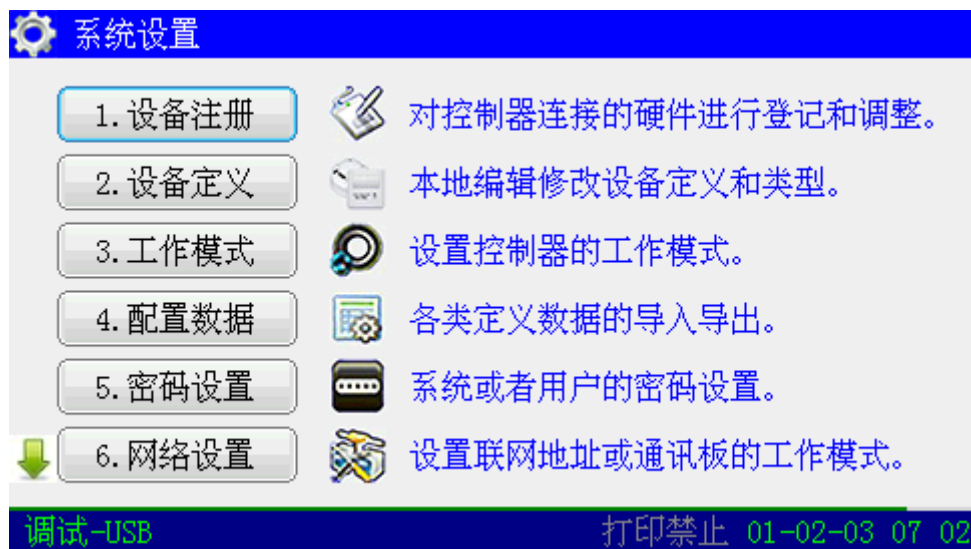 系统设置
1.设备注册 对控制器连接的硬件进行登记和调整。
2.设备定义 本地编辑修改设备定义和类型。
3.工作模式 设置控制器的工作模式。
4.配置数据 各类定义数据的导入导出。
5.密码设置 系统或者用户的密码设置。
6.网络设置 设置联网地址或通讯板的工作模式。
调试-USB 打印禁止 01-02-03 07 02